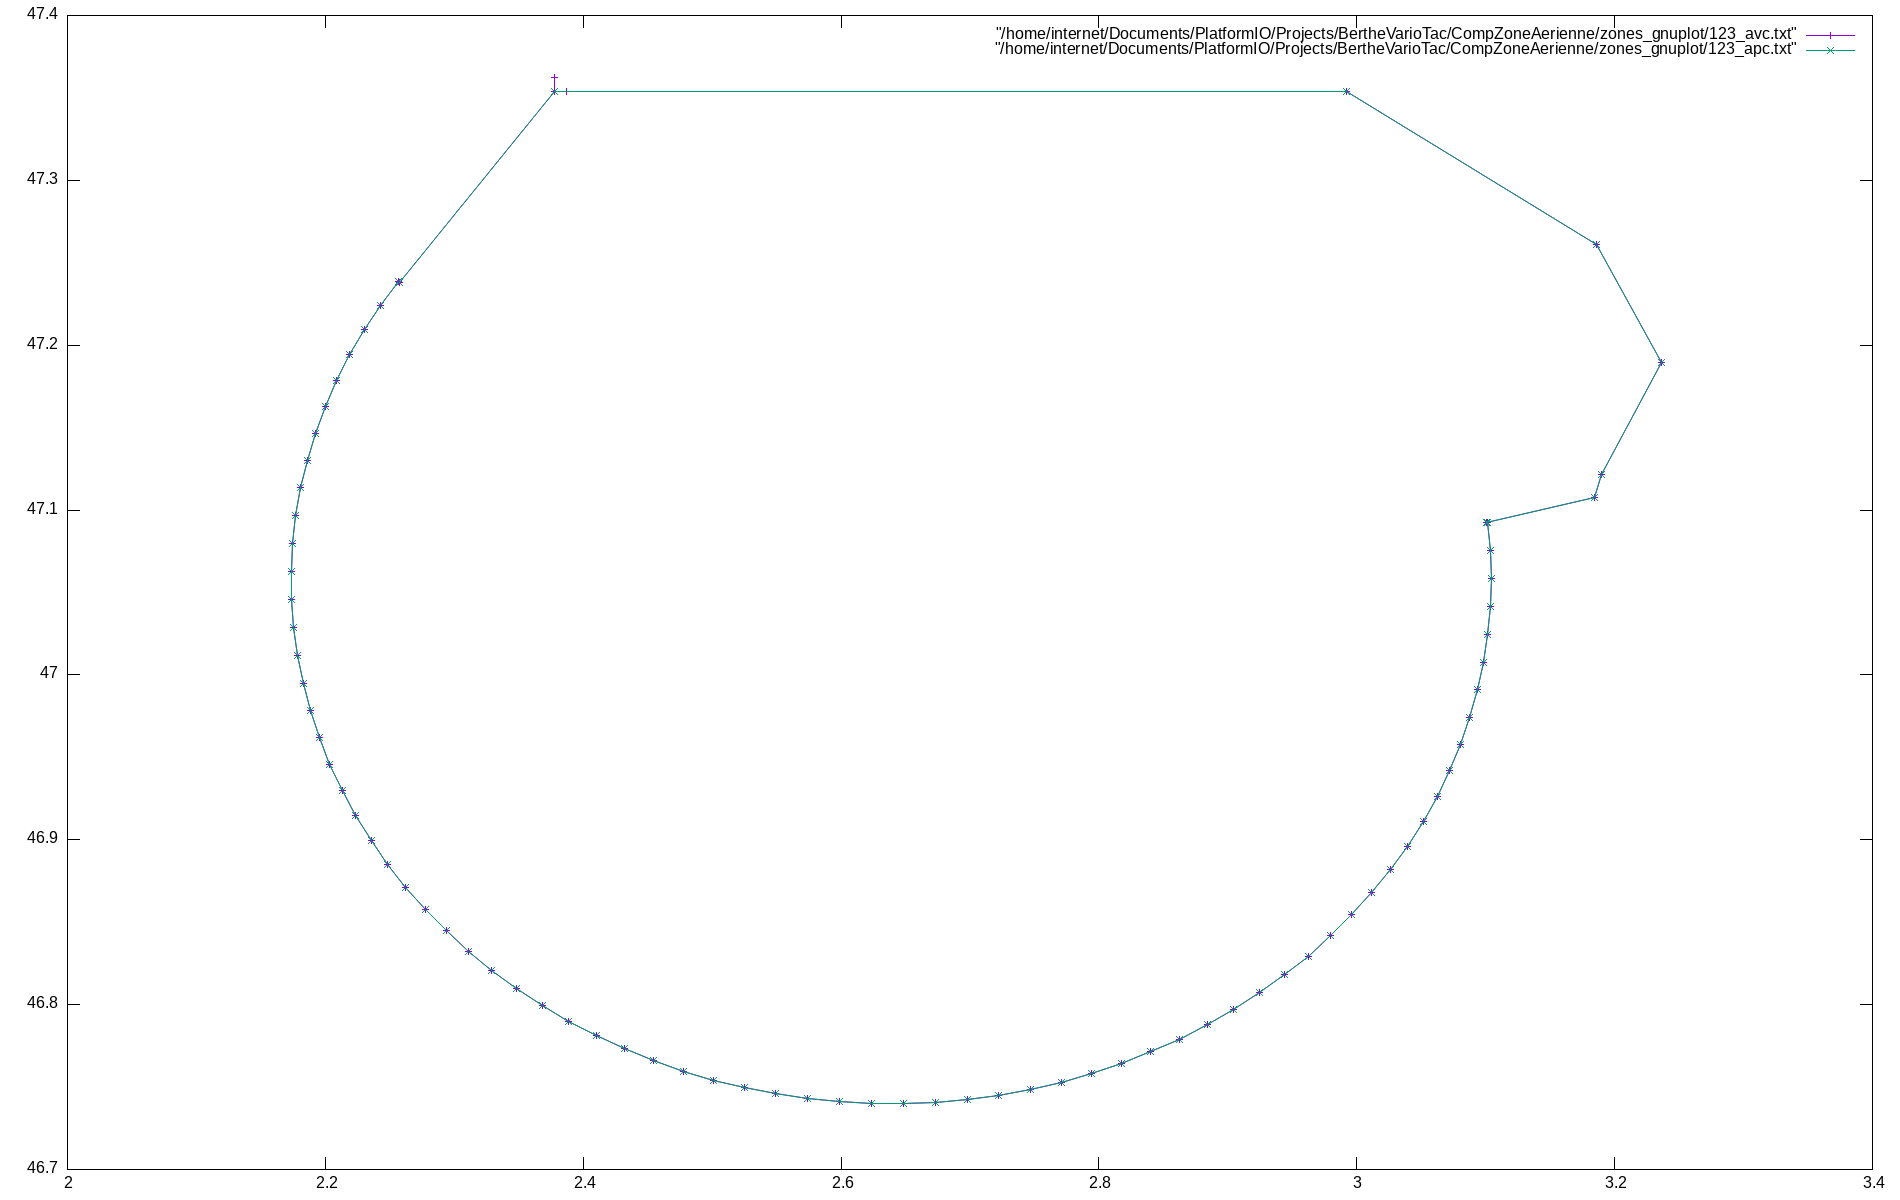 "/home/internet/Documents/PlatformIO/Projects/BertheVarioTac/CompZoneAerienne/zones_gnuplot/123_avc.txt"
"/home/internet/Documents/PlatformIO/Projects/BertheVarioTac/CompZoneAerienne/zones_gnuplot/123_apc.txt"
47.4
47.3
47.2
47.1
47
46.9
46.8
46.7
2 2.2 2.4 2.6 2.8 3 3.2 3.4